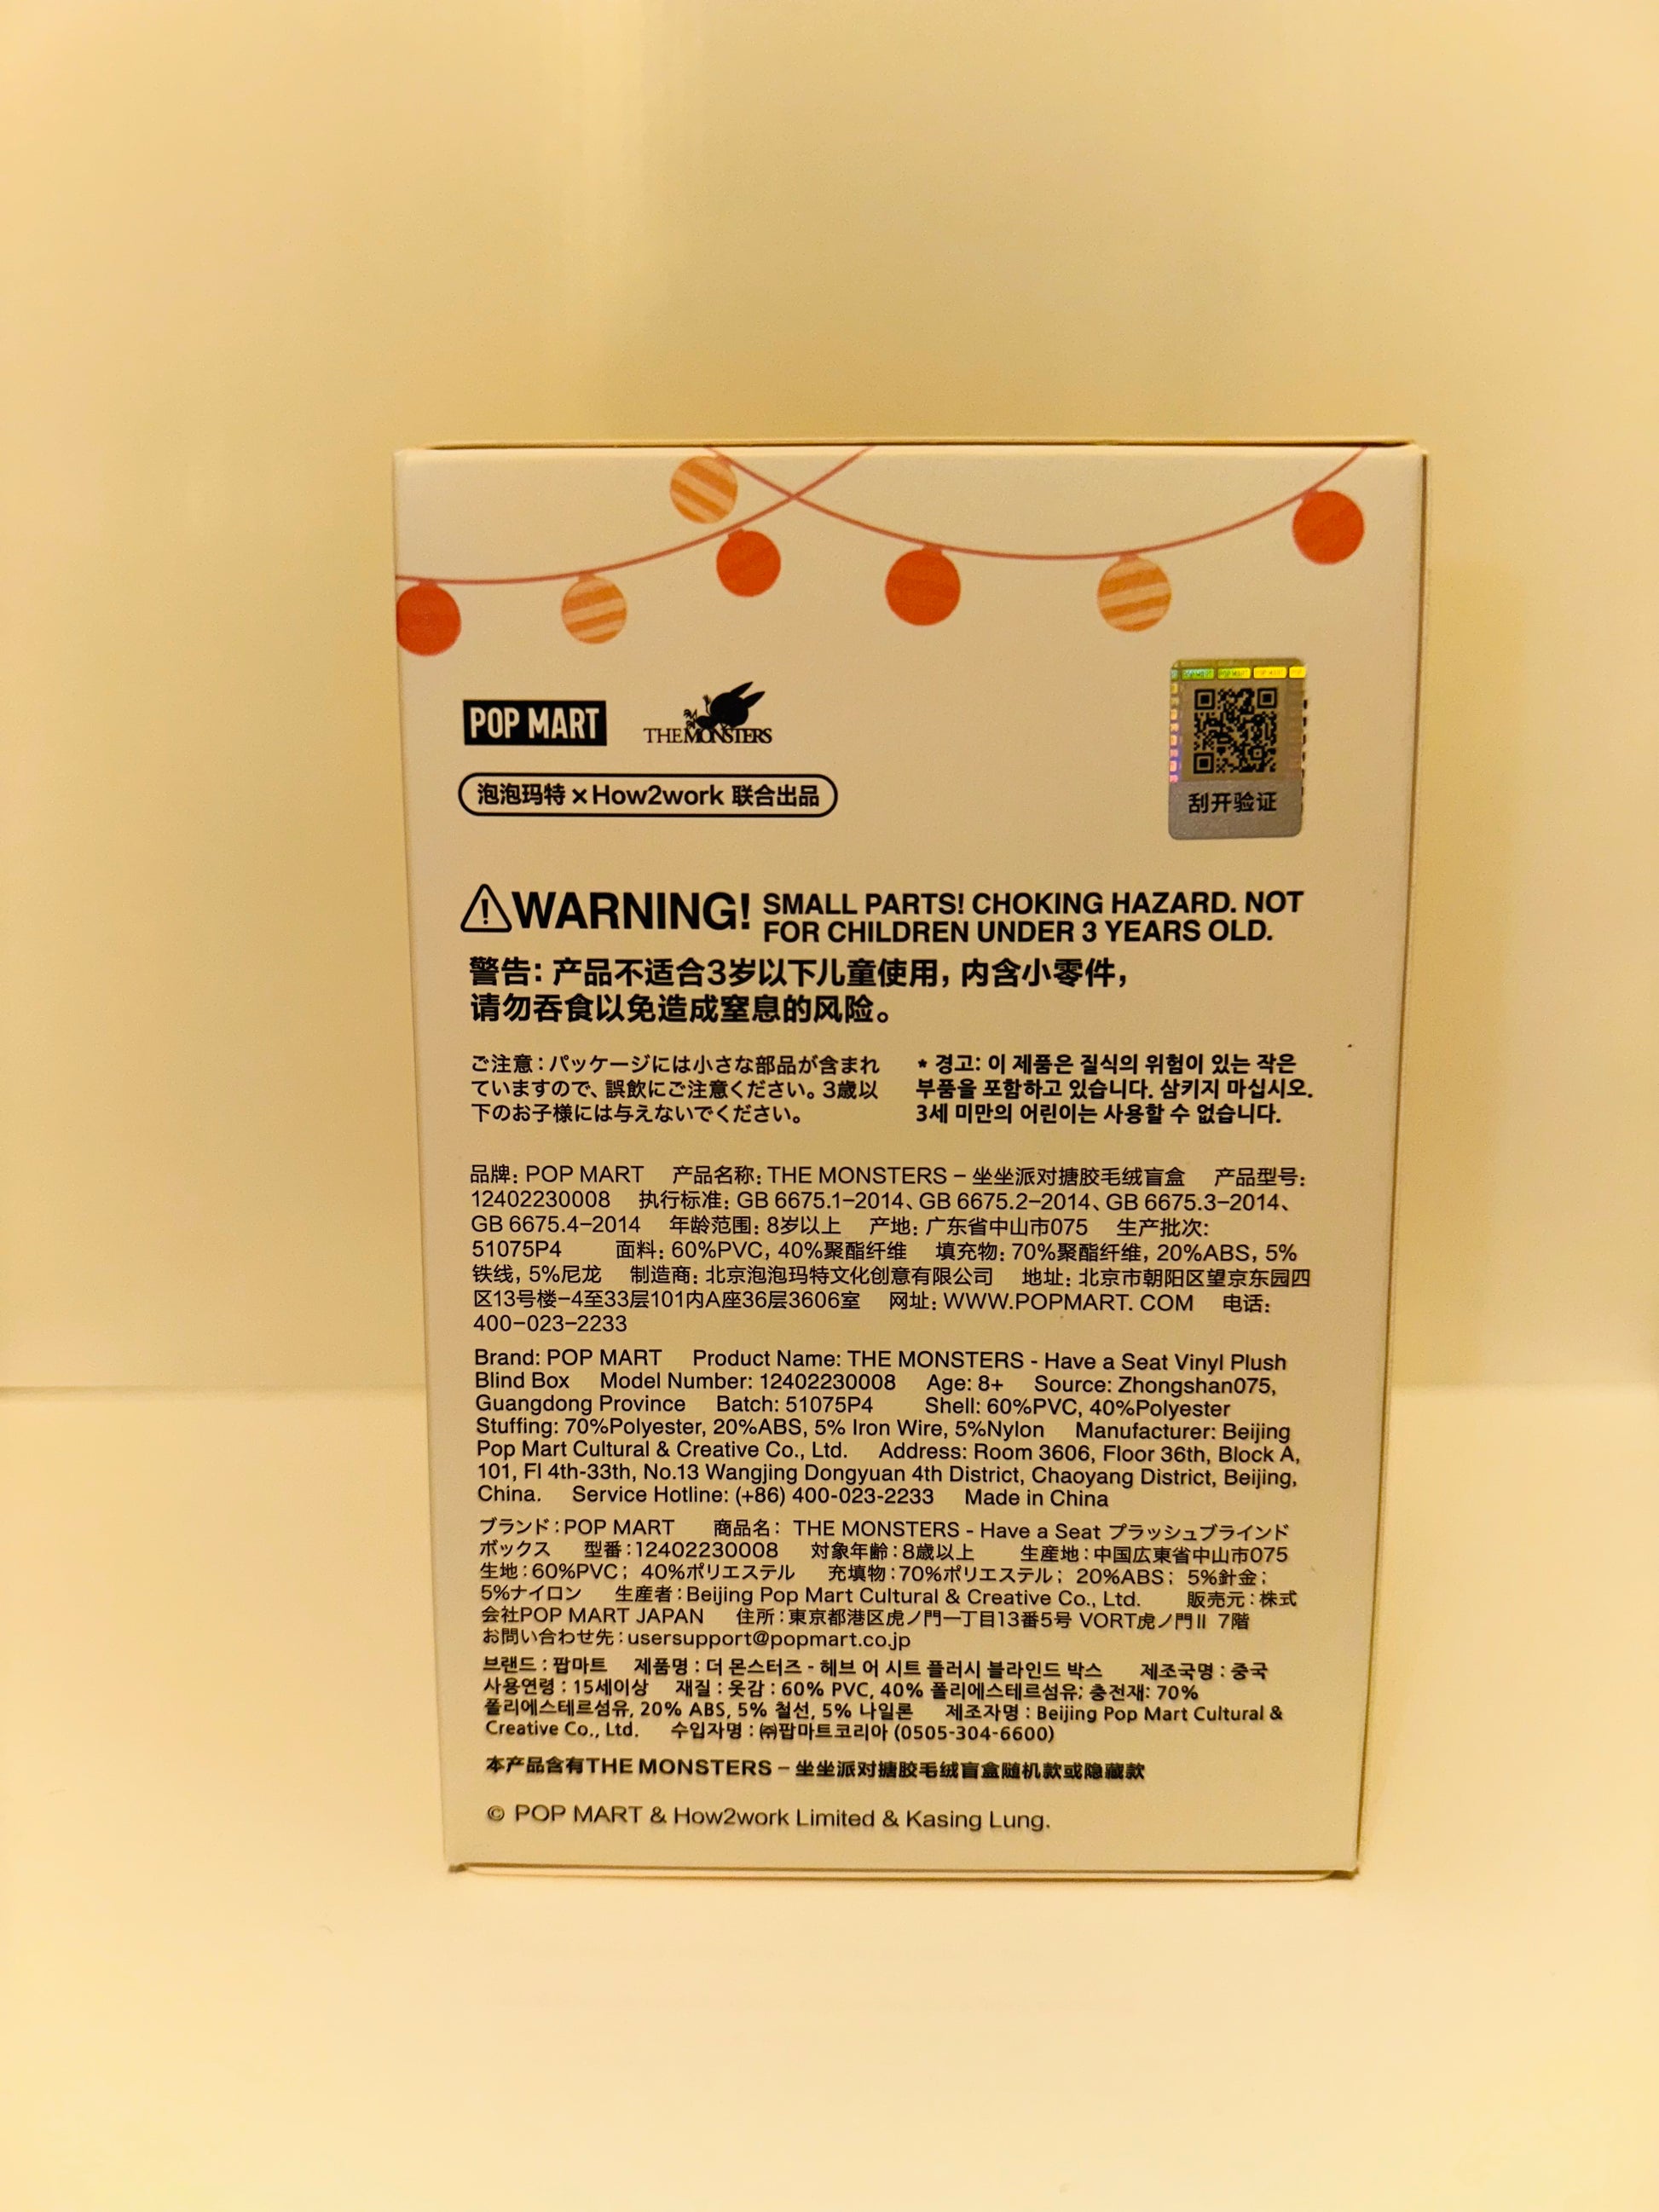 POP MART
THE MONSTERS
泡泡玛特 × How2work 联合出品
刮开验证
WARNING! SMALL PARTS! CHOKING HAZARD. NOT
FOR CHILDREN UNDER 3 YEARS OLD.
警告: 产品不适合3岁以下儿童使用, 内含小零件,
请勿吞食以免造成窒息的风险。
ご注意：パッケージには小さな部品が含まれ
ていますので、誤飲にご注意ください。3歳以
下のお子様には与えないでください。
* 경고: 이 제품은 질식의 위험이 있는 작은
부품을 포함하고 있습니다. 삼키지 마십시오.
3세 미만의 어린이는 사용할 수 없습니다.
品牌: POP MART 产品名称: THE MONSTERS – 坐坐派对搪胶毛绒盲盒 产品型号:
12402230008 执行标准: GB 6675.1–2014、GB 6675.2–2014、GB 6675.3–2014、
GB 6675.4–2014 年龄范围: 8岁以上 产地: 广东省中山市075 生产批次:
51075P4 面料: 60%PVC, 40%聚酯纤维 填充物: 70%聚酯纤维, 20%ABS, 5%
铁线, 5%尼龙 制造商: 北京泡泡玛特文化创意有限公司 地址: 北京市朝阳区望京东园四
区13号楼–4至33层101内A座36层3606室 网址: WWW.POPMART. COM 电话:
400–023–2233
Brand: POP MART Product Name: THE MONSTERS - Have a Seat Vinyl Plush
Blind Box Model Number: 12402230008 Age: 8+ Source: Zhongshan075,
Guangdong Province Batch: 51075P4 Shell: 60%PVC, 40%Polyester
Stuffing: 70%Polyester, 20%ABS, 5% Iron Wire, 5%Nylon Manufacturer: Beijing
Pop Mart Cultural & Creative Co., Ltd. Address: Room 3606, Floor 36th, Block A,
101, Fl 4th-33th, No.13 Wangjing Dongyuan 4th District, Chaoyang District, Beijing,
China. Service Hotline: (+86) 400-023-2233 Made in China
ブランド：POP MART 商品名： THE MONSTERS - Have a Seat プラッシュブラインド
ボックス 型番：12402230008 対象年齢：8歳以上 生産地：中国広東省中山市075
生地：60%PVC； 40%ポリエステル 充填物：70%ポリエステル； 20%ABS； 5%針金；
5%ナイロン 生産者：Beijing Pop Mart Cultural & Creative Co., Ltd. 販売元：株式
会社POP MART JAPAN 住所：東京都港区虎ノ門一丁目13番5号 VORT虎ノ門Ⅱ 7階
お問い合わせ先：usersupport@popmart.co.jp
브랜드 : 팝마트 제품명 : 더 몬스터즈 - 헤브 어 시트 플러시 블라인드 박스 제조국명 : 중국
사용연령 : 15세이상 재질 : 옷감 : 60% PVC, 40% 폴리에스테르섬유; 충전재: 70%
폴리에스테르섬유, 20% ABS, 5% 철선, 5% 나일론 제조자명 : Beijing Pop Mart Cultural &
Creative Co., Ltd. 수입자명 : ㈜팝마트코리아 (0505-304-6600)
本产品含有THE MONSTERS – 坐坐派对搪胶毛绒盲盒随机款或隐藏款
© POP MART & How2work Limited & Kasing Lung.